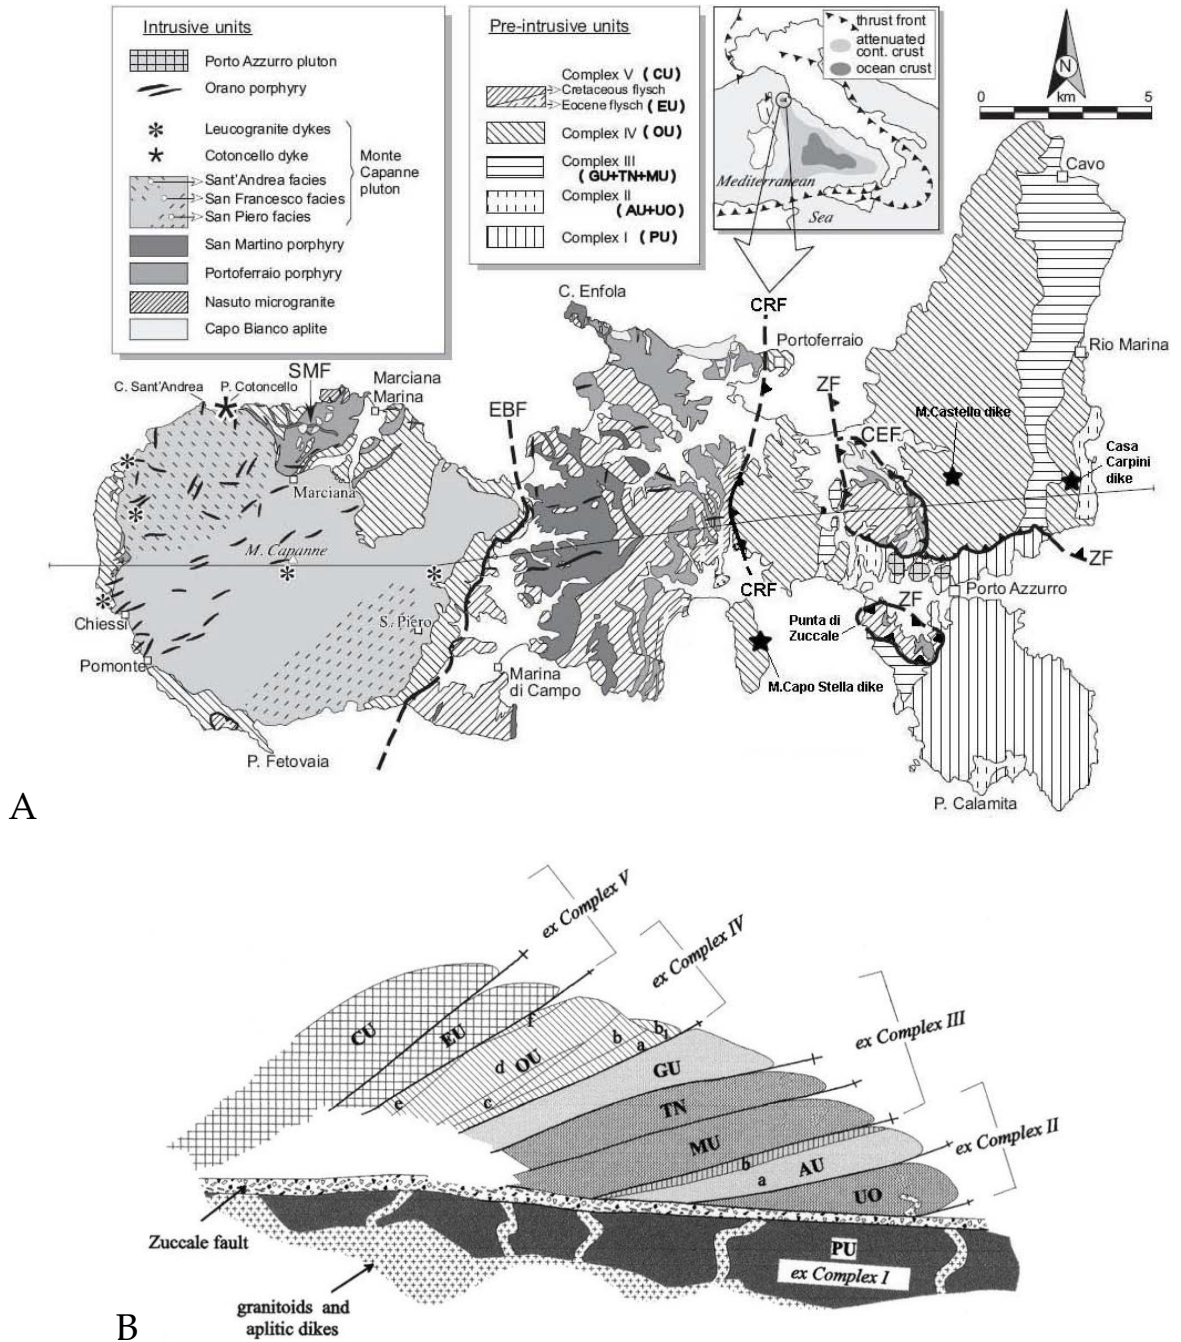 Intrusive units
Porto Azzurro pluton
Orano porphyry
Leucogranite dykes
Cotoncello dyke
Sant'Andrea facies
San Francesco facies
San Piero facies
Monte
Capanne
pluton
San Martino porphyry
Portoferraio porphyry
Nasuto microgranite
Capo Bianco aplite
Pre-intrusive units
Complex V (CU)
Cretaceous flysch
Eocene flysch (EU)
Complex IV (OU)
Complex III
(GU+TN+MU)
Complex II
(AU+UO)
Complex I (PU)
thrust front
attenuated
cont. crust
ocean crust
Mediterranean
Sea
N
0 km 5
Cavo
C. Enfola
CRF
Portoferraio
Rio Marina
C. Sant'Andrea
P. Cotoncello
SMF
Marciana
Marina
EBF
ZF
CEF
M.Castello dike
Casa
Carpini
dike
Marciana
M. Capanne
ZF
CRF
Porto Azzurro
ZF
Chiessi
S. Piero
Punta di
Zuccale
Pomonte
Marina
di Campo
M.Capo Stella dike
P. Fetovaia
P. Calamita
A
ex Complex V
ex Complex IV
ex Complex III
ex Complex II
CU
EU
f
OU
d
e
c
b
b1
a
GU
TN
MU
b
a
AU
UO
Zuccale fault
PU
ex Complex I
granitoids and
aplitic dikes
B